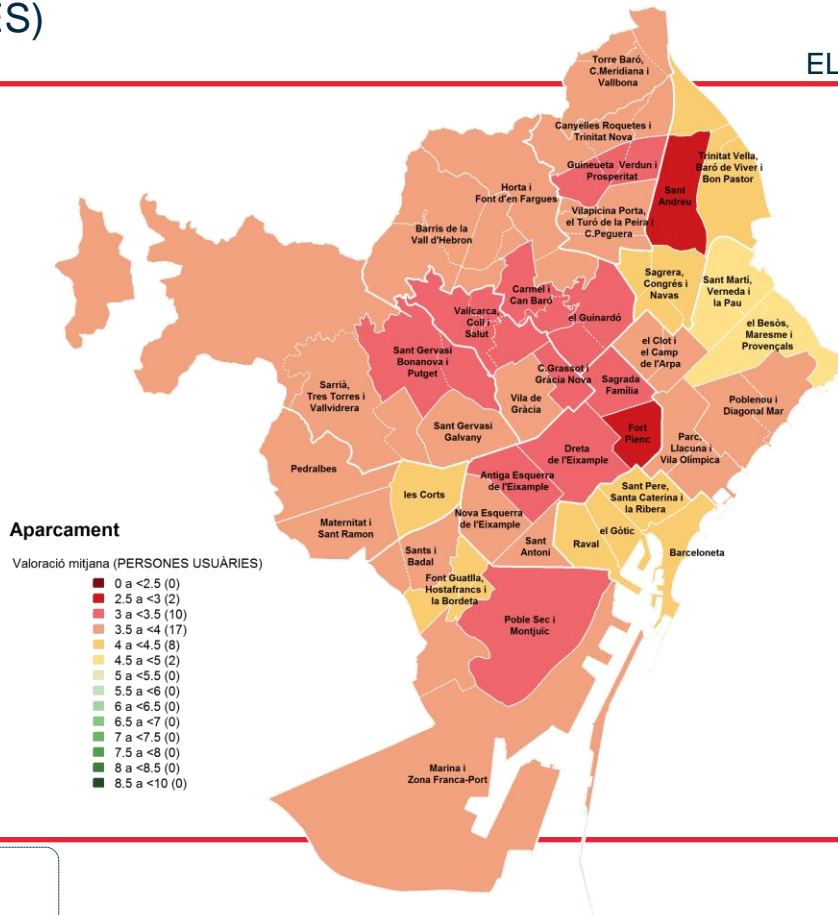 ES)
EL
Torre Baró,
C.Meridiana i
Vallbona
Canyelles Roquetes i
Trinitat Nova
Guineueta Verdun i
Prosperitat
Trinitat Vella,
Baró de Viver i
Bon Pastor
Sant
Andreu
Horta i
Font d'en Fargues
Vilapicina Porta,
el Turó de la Peira i
C.Peguera
Barris de la
Vall d'Hebron
Sagrera,
Congrés i
Navas
Sant Martí,
Verneda i
la Pau
Carmel i
Can Baró
Vallcarca,
Coll i
Salut
el Guinardó
el Besòs,
Maresme i
Provençals
Sant Gervasi
Bonanova i
Putget
el Clot i
el Camp
de l'Arpa
C.Grassot i
Gràcia Nova
Sagrada
Família
Sarrià,
Tres Torres i
Vallvidrera
Vila de
Gràcia
Poblenou i
Diagonal Mar
Sant Gervasi
Galvany
Fort
Pienc
Parc,
Llacuna i
Vila Olímpica
Dreta
de l'Eixample
Pedralbes
Antiga Esquerra
de l'Eixample
les Corts
Sant Pere,
Santa Caterina i
la Ribera
Nova Esquerra
de l'Eixample
Maternitat i
Sant Ramon
el Gòtic
Sant
Antoni
Raval
Barceloneta
Sants i
Badal
Font Guatlla,
Hostafrancs i
la Bordeta
Poble Sec i
Montjuïc
Marina i
Zona Franca-Port
Aparcament
Valoració mitjana (PERSONES USUÀRIES)
0 a <2.5 (0)
2.5 a <3 (2)
3 a <3.5 (10)
3.5 a <4 (17)
4 a <4.5 (8)
4.5 a <5 (2)
5 a <5.5 (0)
5.5 a <6 (0)
6 a <6.5 (0)
6.5 a <7 (0)
7 a <7.5 (0)
7.5 a <8 (0)
8 a <8.5 (0)
8.5 a <10 (0)